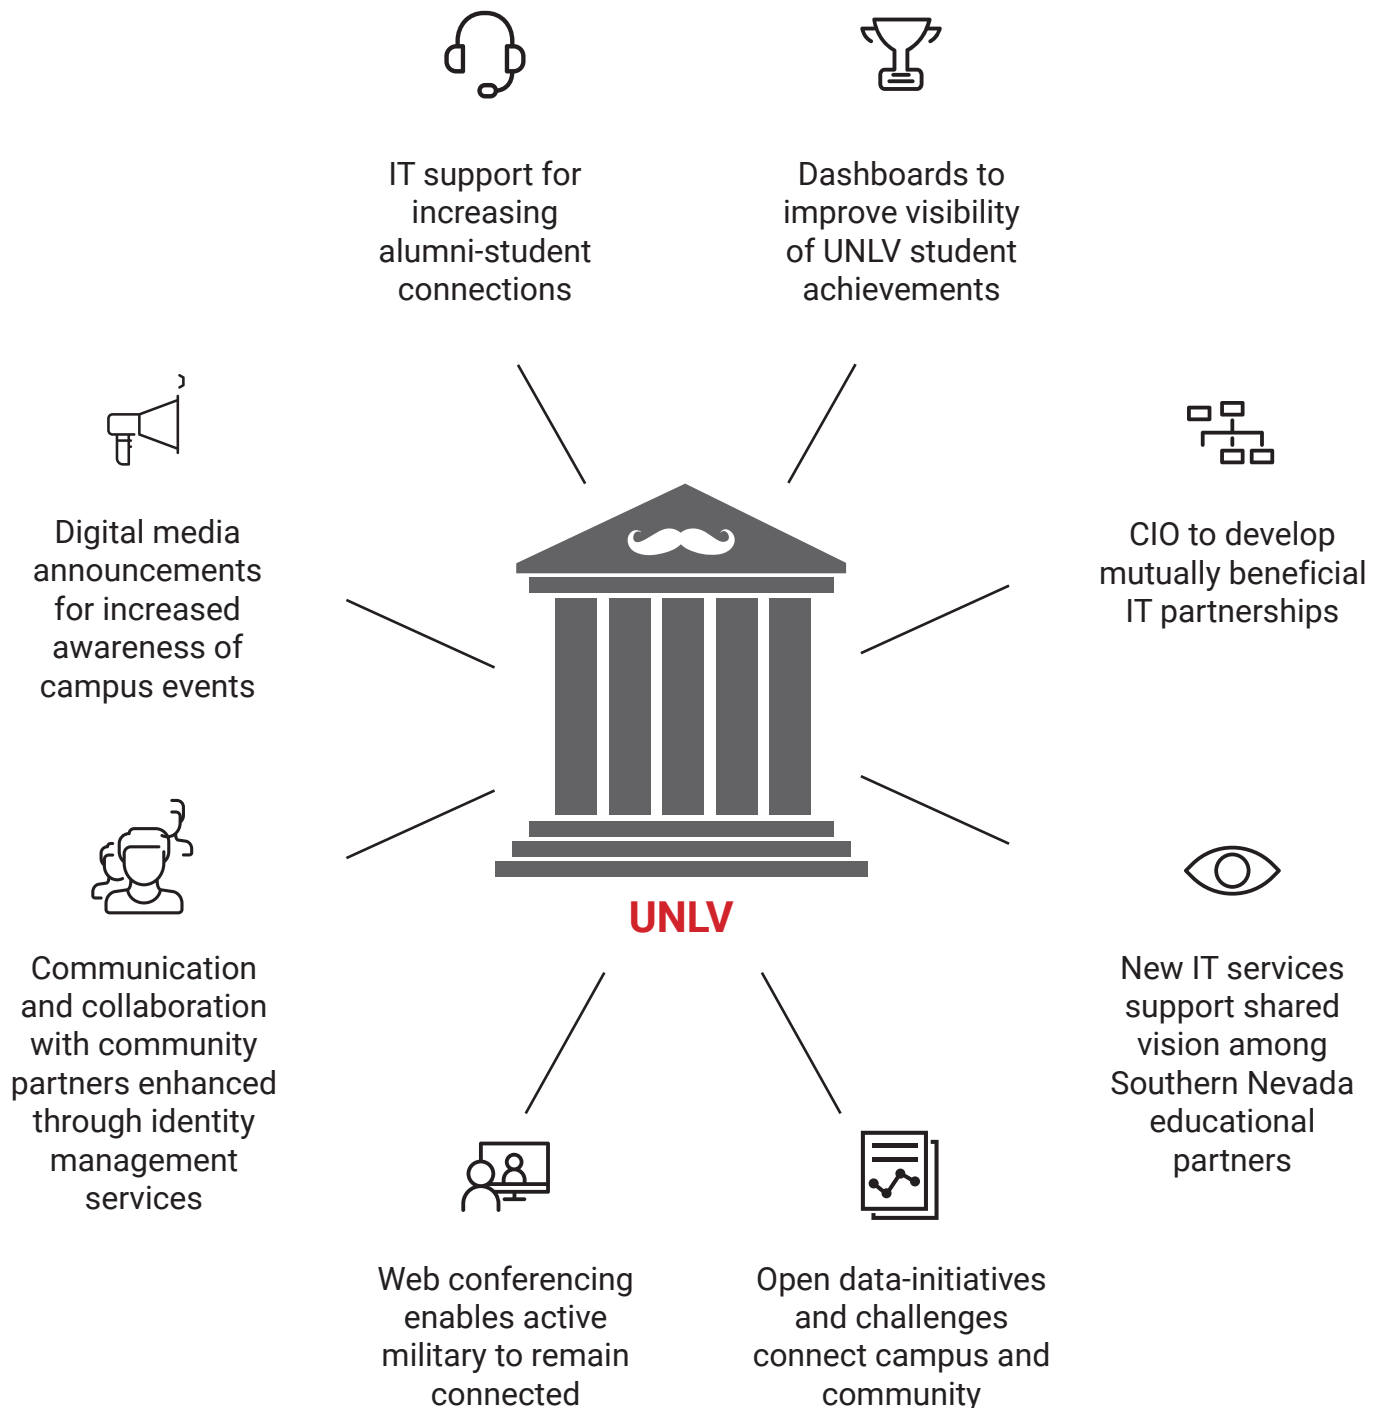 IT support for
increasing
alumni-student
connections
Dashboards to
improve visibility
of UNLV student
achievements
Digital media
announcements
for increased
awareness of
campus events
CIO to develop
mutually beneficial
IT partnerships
UNLV
Communication
and collaboration
with community
partners enhanced
through identity
management
services
New IT services
support shared
vision among
Southern Nevada
educational
partners
Web conferencing
enables active
military to remain
connected
Open data-initiatives
and challenges
connect campus and
community